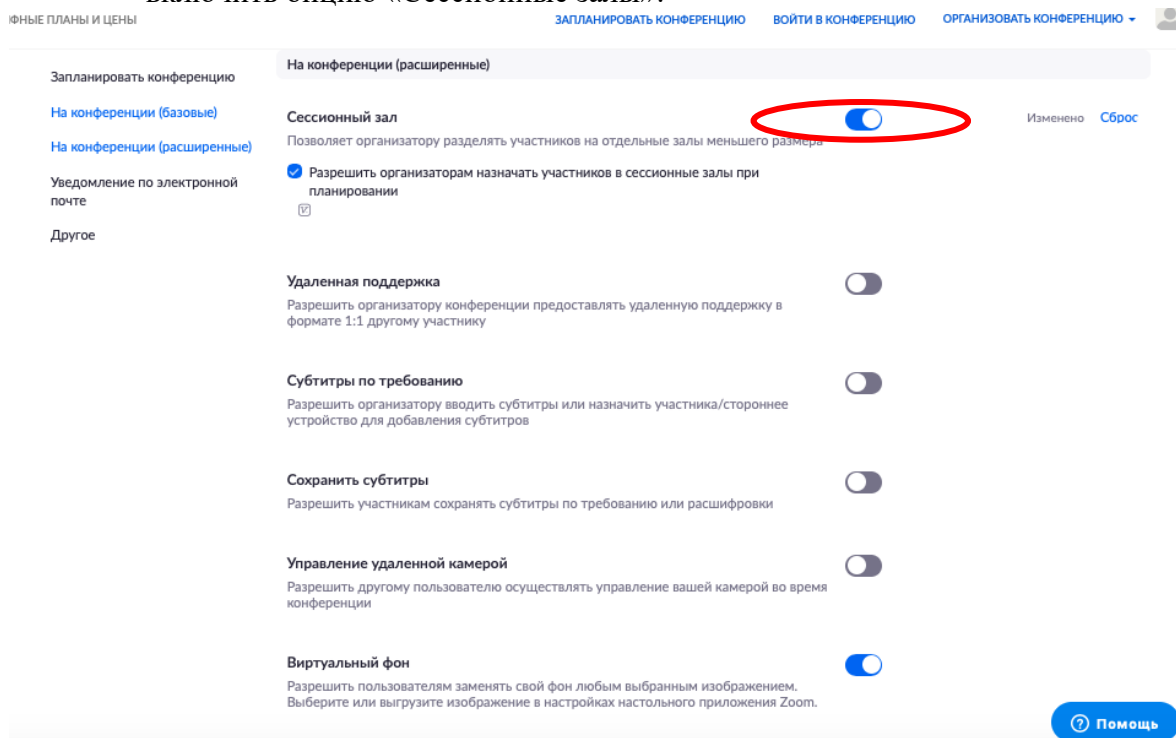 включить опцию «Сессионные залы».
ФНЫЕ ПЛАНЫ И ЦЕНЫ
ЗАПЛАНИРОВАТЬ КОНФЕРЕНЦИЮ
ВОЙТИ В КОНФЕРЕНЦИЮ
ОРГАНИЗОВАТЬ КОНФЕРЕНЦИЮ
Запланировать конференцию
На конференции (базовые)
На конференции (расширенные)
Уведомление по электронной
почте
Другое
На конференции (расширенные)
Сессионный зал
Изменено Сброс
Позволяет организатору разделять участников на отдельные залы меньшего размера
Разрешить организаторам назначать участников в сессионные залы при
планировании
Удаленная поддержка
Разрешить организатору конференции предоставлять удаленную поддержку в
формате 1:1 другому участнику
Субтитры по требованию
Разрешить организатору вводить субтитры или назначить участника/стороннее
устройство для добавления субтитров
Сохранить субтитры
Разрешить участникам сохранять субтитры по требованию или расшифровки
Управление удаленной камерой
Разрешить другому пользователю осуществлять управление вашей камерой во время
конференции
Виртуальный фон
Разрешить пользователям заменять свой фон любым выбранным изображением.
Выберите или выгрузите изображение в настройках настольного приложения Zoom.
Помощь